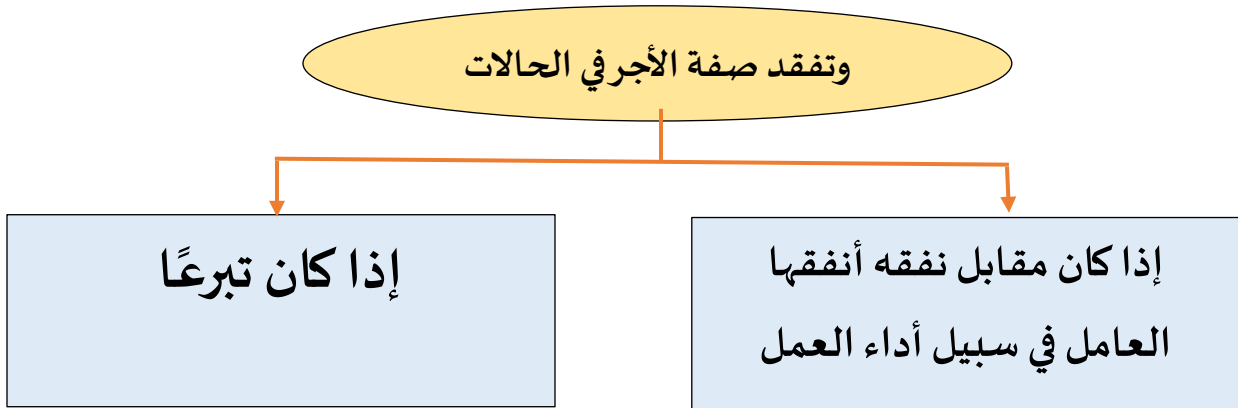 وتفقد صفة الأجر في الحالات
إذا كان مقابل نفقه أنفقها
العامل في سبيل أداء العمل
إذا كان تبرعًا